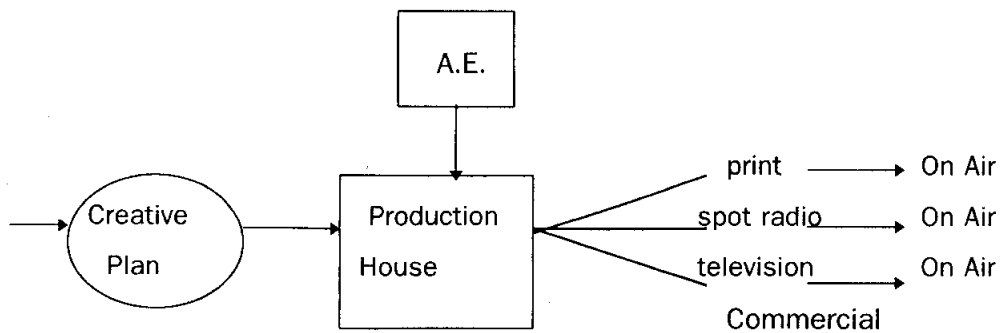 A.E.
print On Air
Creative Plan
Production House
spot radio On Air
television On Air
Commercial